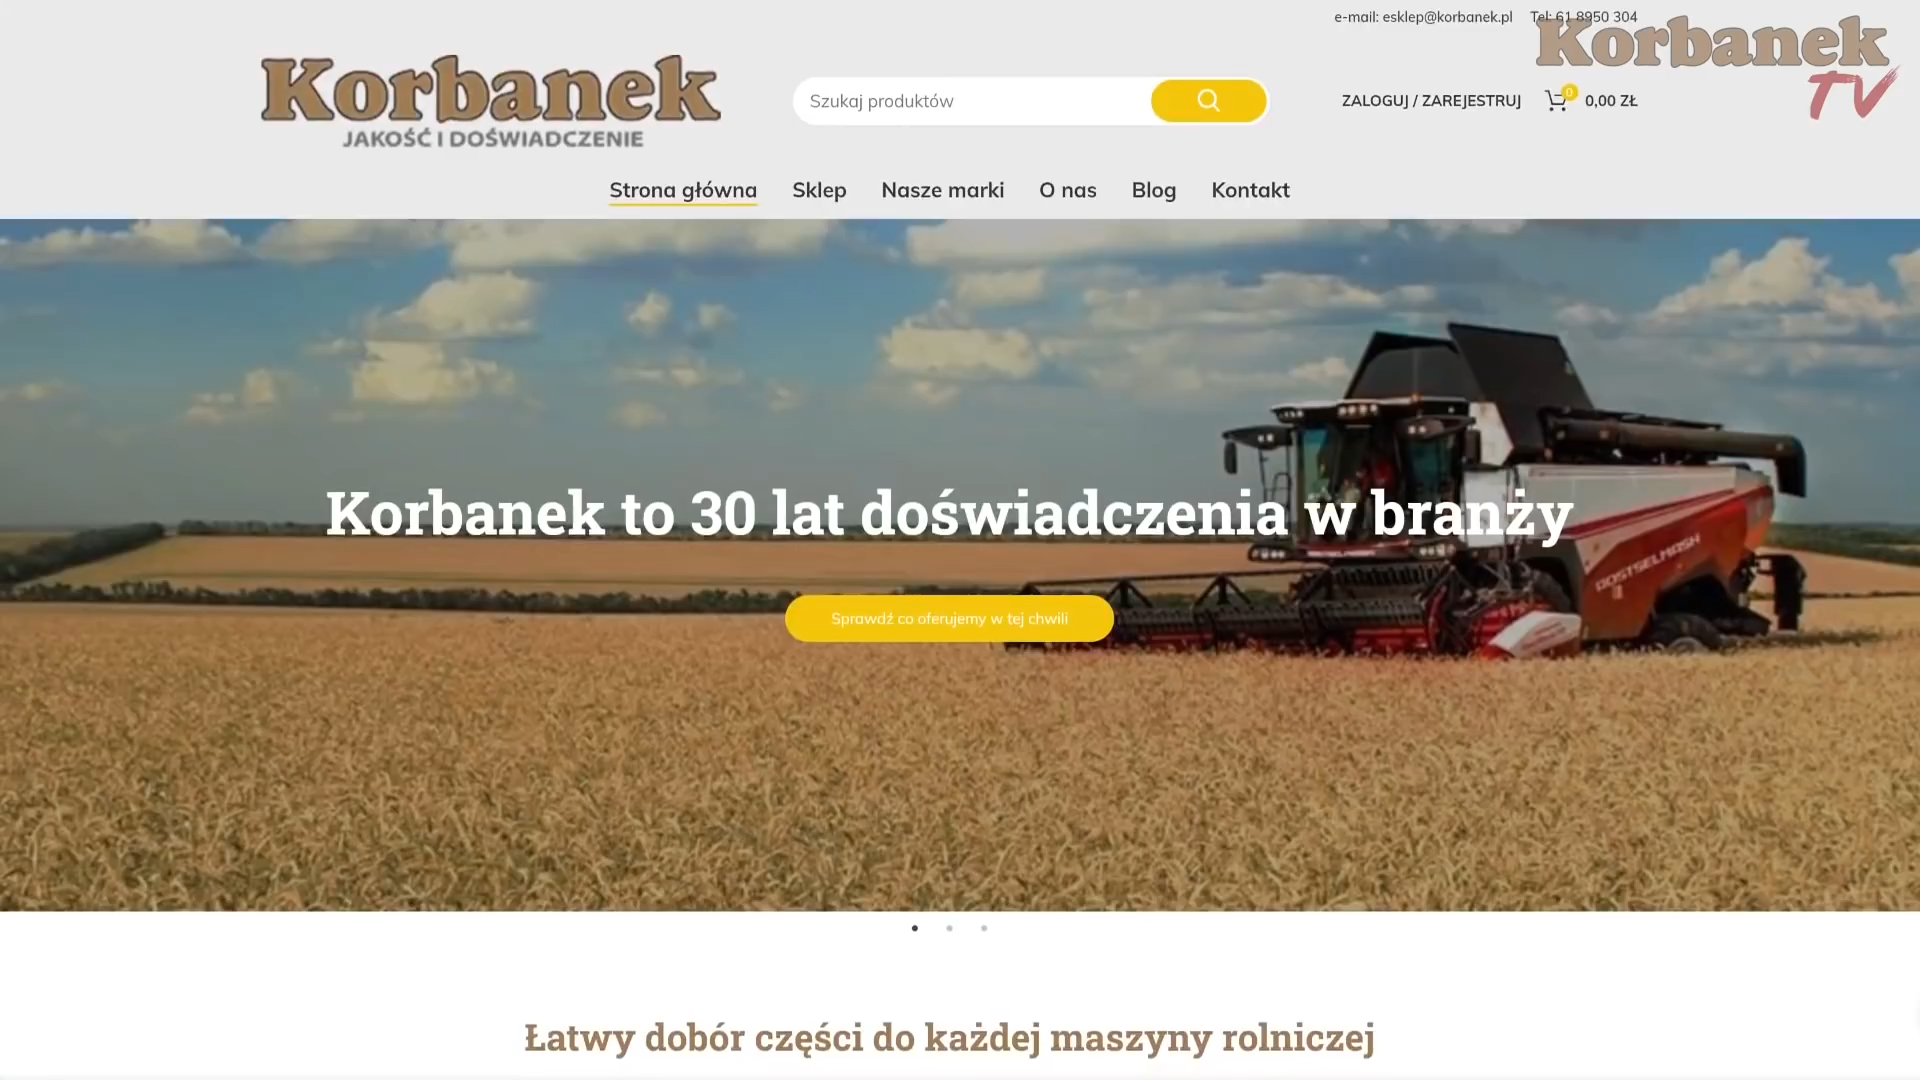 e-mail: esklep@korbanek.pl Tel: 61 8950 304
Korbanek
TV
Korbanek
JAKOŚĆ I DOŚWIADCZENIE
Szukaj produktów
ZALOGUJ / ZAREJESTRUJ
0
0,00 ZŁ
Strona główna Sklep Nasze marki O nas Blog Kontakt
Korbanek to 30 lat doświadczenia w branży
ROSTSELMASH
Sprawdź co oferujemy w tej chwili
Łatwy dobór części do każdej maszyny rolniczej